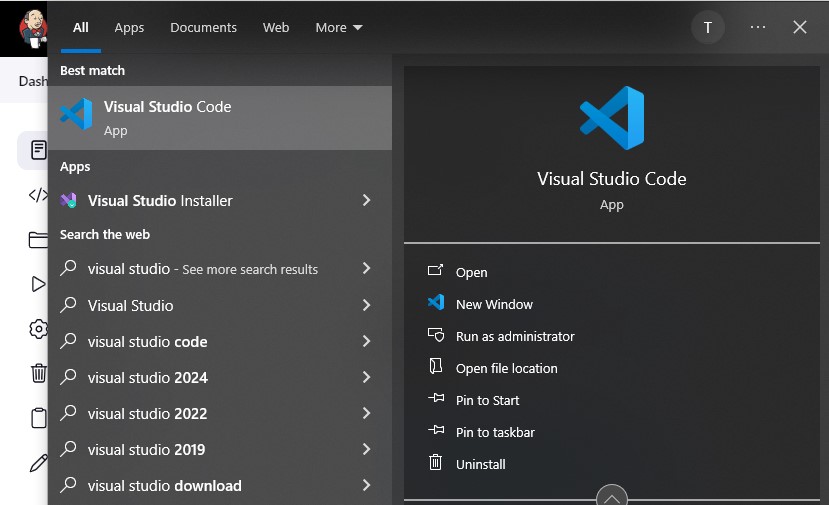 All Apps Documents Web More T
Dash
Best match
Visual Studio Code
App
Apps
Visual Studio Installer
Search the web
visual studio - See more search results
Visual Studio
visual studio code
visual studio 2024
visual studio 2022
visual studio 2019
visual studio download
Visual Studio Code
App
Open
New Window
Run as administrator
Open file location
Pin to Start
Pin to taskbar
Uninstall